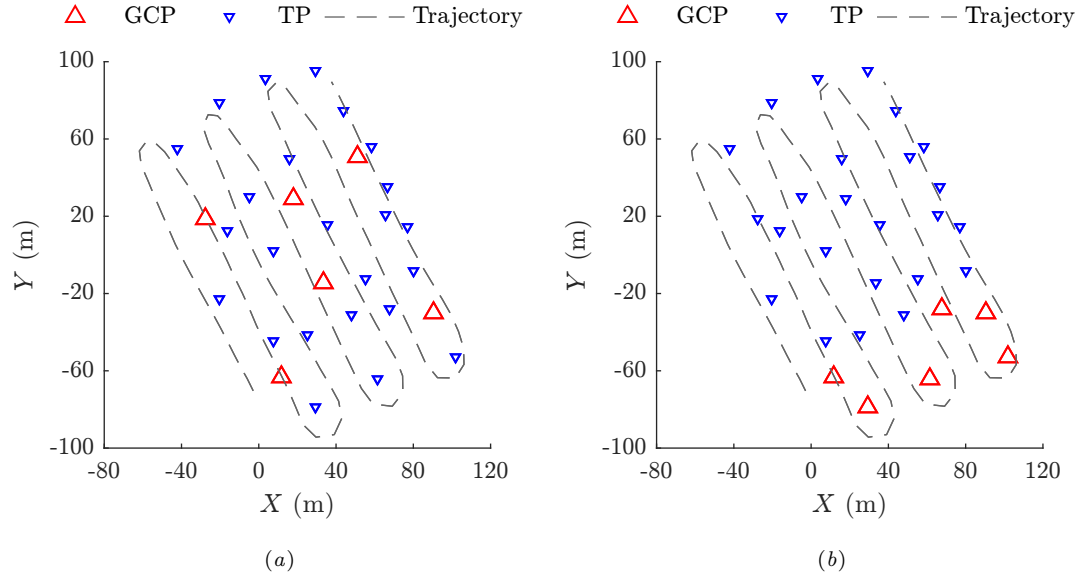 GCP TP Trajectory GCP TP Trajectory
100 100
60 60
Y (m) 20 Y (m) 20
-20 -20
-60 -60
-100 -100
-80 -40 0 40 80 120 -80 -40 0 40 80 120
X (m) X (m)
(a) (b)